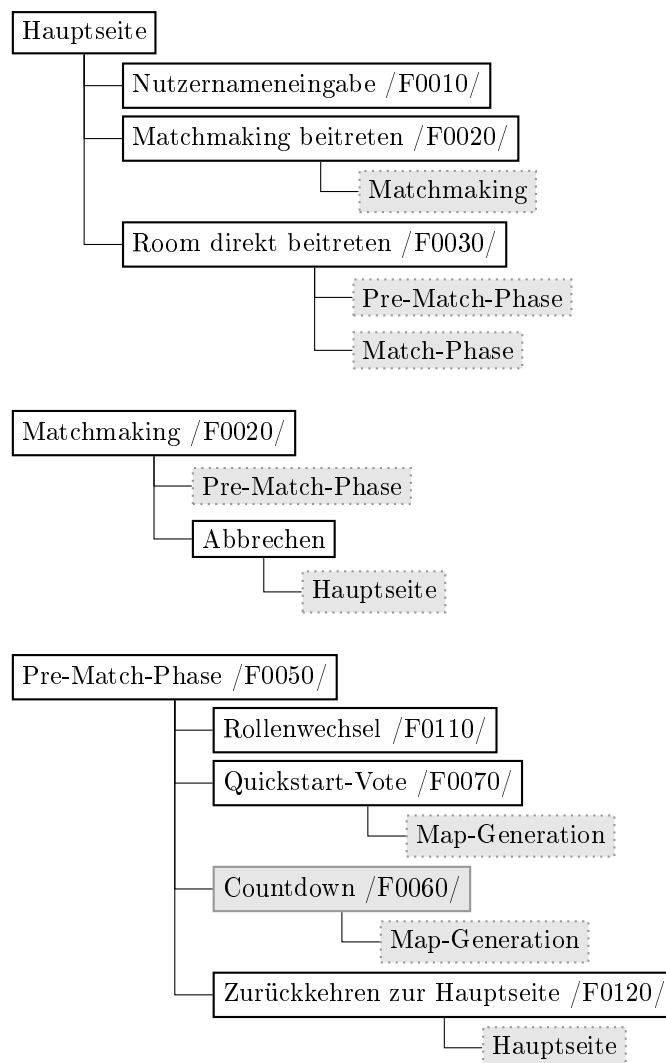 Hauptseite
Nutzernameneingabe /F0010/
Matchmaking beitreten /F0020/
Matchmaking
Room direkt beitreten /F0030/
Pre-Match-Phase
Match-Phase
Matchmaking /F0020/
Pre-Match-Phase
Abbrechen
Hauptseite
Pre-Match-Phase /F0050/
Rollenwechsel /F0110/
Quickstart-Vote /F0070/
Map-Generation
Countdown /F0060/
Map-Generation
Zurückkehren zur Hauptseite /F0120/
Hauptseite